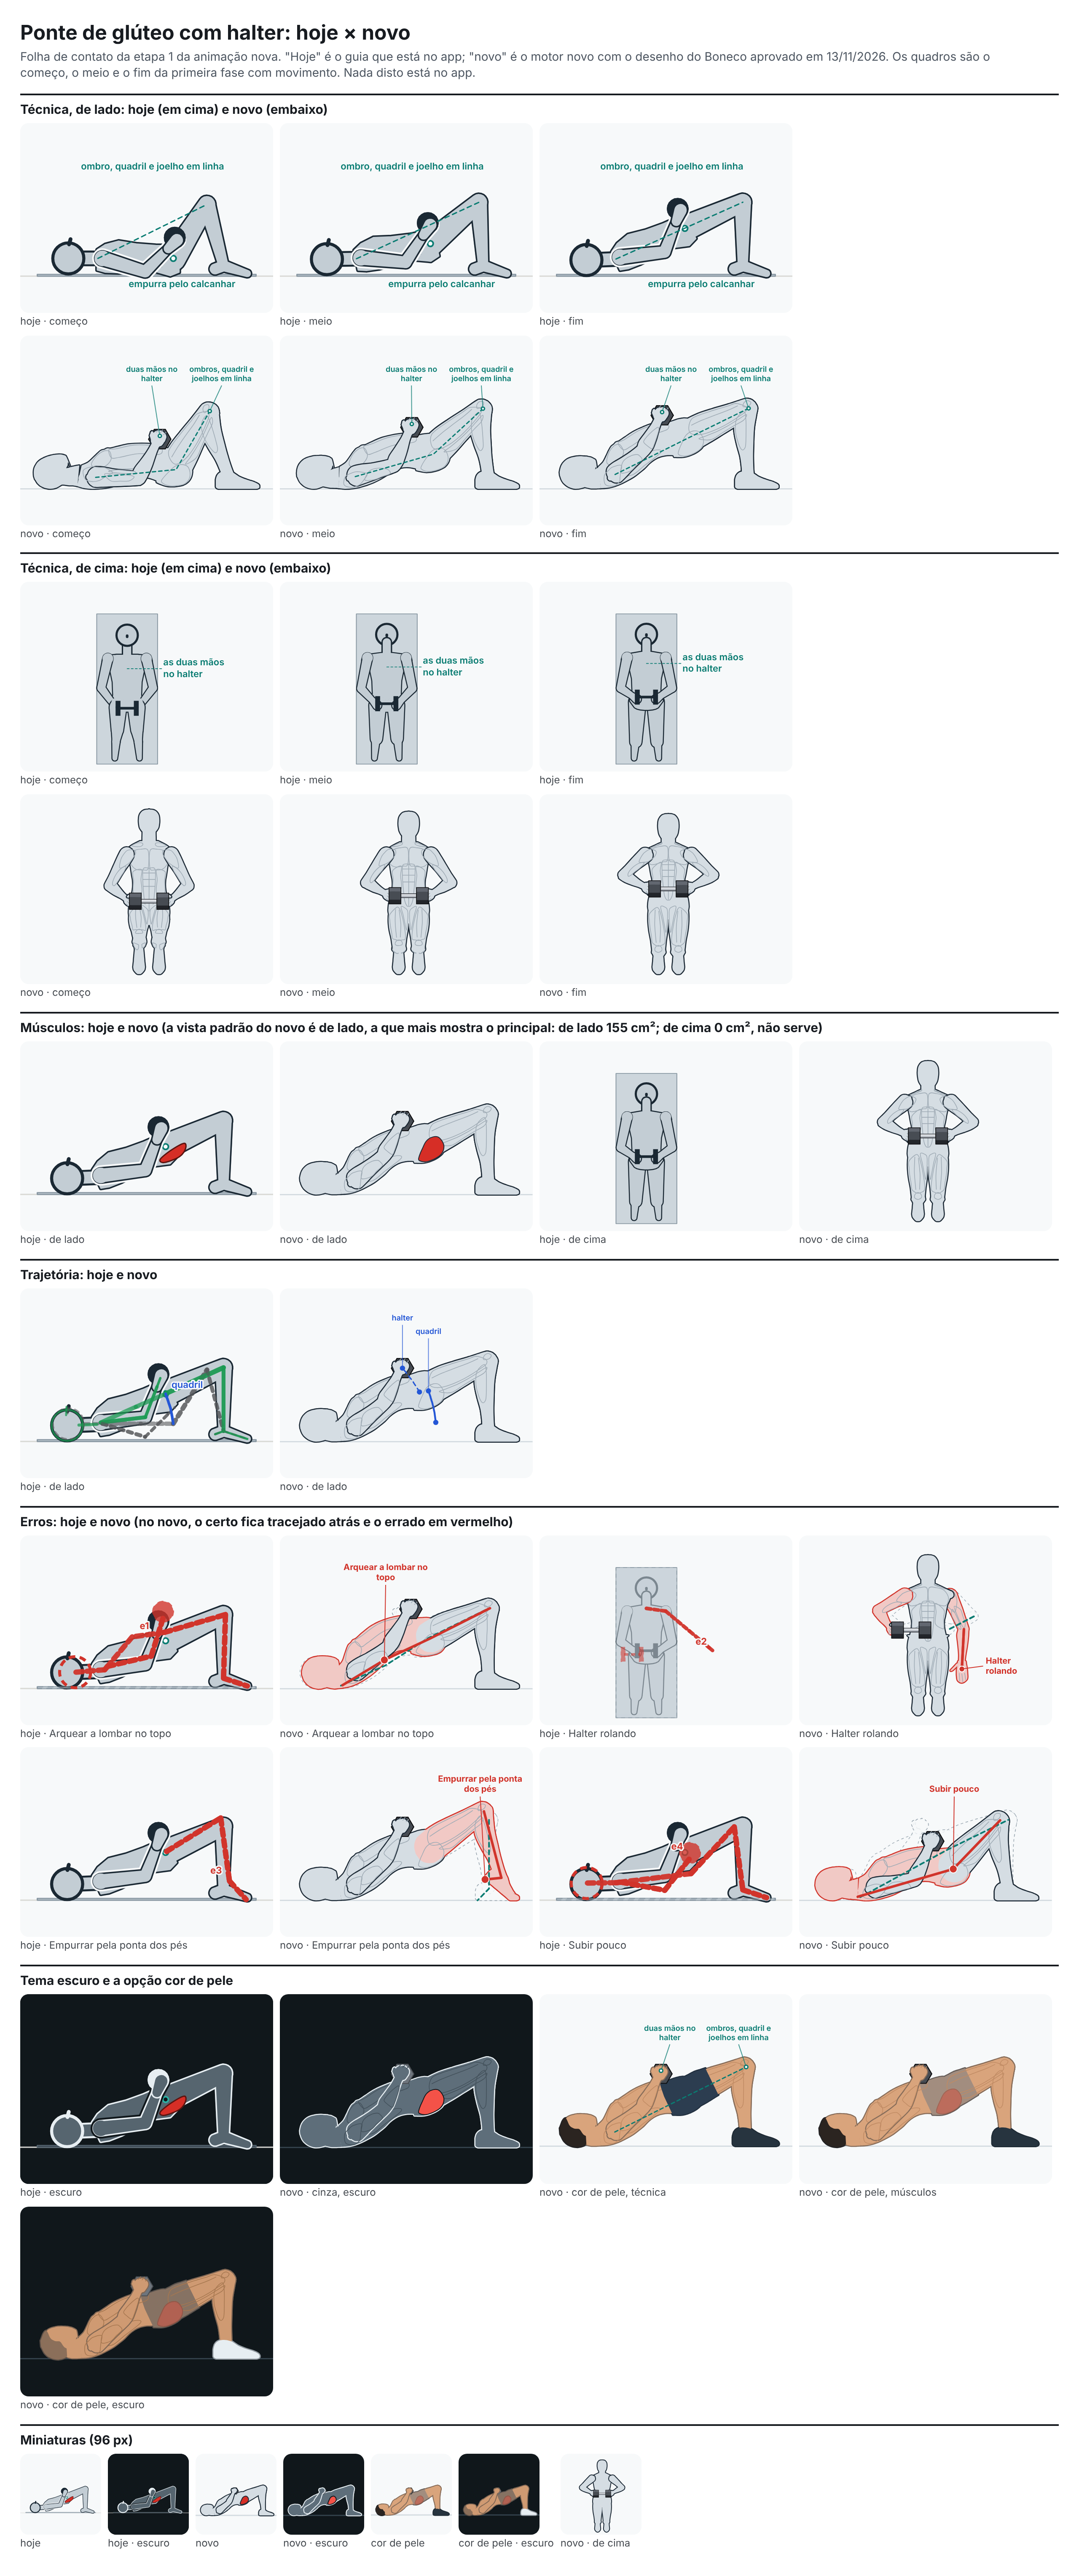 Ponte de glúteo com halter: hoje × novo
Folha de contato da etapa 1 da animação nova. "Hoje" é o guia que está no app; "novo" é o motor novo com o desenho do Boneco aprovado em 13/11/2026. Os quadros são o
começo, o meio e o fim da primeira fase com movimento. Nada disto está no app.
Técnica, de lado: hoje (em cima) e novo (embaixo)
ombro, quadril e joelho em linha
ombro, quadril e joelho em linha
ombro, quadril e joelho em linha
empurra pelo calcanhar
empurra pelo calcanhar
empurra pelo calcanhar
hoje · começo
hoje · meio
hoje · fim
duas mãos no
halter
ombros, quadril e
joelhos em linha
duas mãos no
halter
ombros, quadril e
joelhos em linha
duas mãos no
halter
ombros, quadril e
joelhos em linha
novo · começo
novo · meio
novo · fim
Técnica, de cima: hoje (em cima) e novo (embaixo)
as duas mãos
no halter
as duas mãos
no halter
as duas mãos
no halter
hoje · começo
hoje · meio
hoje · fim
novo · começo
novo · meio
novo · fim
Músculos: hoje e novo (a vista padrão do novo é de lado, a que mais mostra o principal: de lado 155 cm²; de cima 0 cm², não serve)
hoje · de lado
novo · de lado
hoje · de cima
novo · de cima
Trajetória: hoje e novo
quadril
halter
quadril
hoje · de lado
novo · de lado
Erros: hoje e novo (no novo, o certo fica tracejado atrás e o errado em vermelho)
e1
Arquear a lombar no
topo
e2
Halter
rolando
hoje · Arquear a lombar no topo
novo · Arquear a lombar no topo
hoje · Halter rolando
novo · Halter rolando
e3
Empurrar pela ponta
dos pés
e4
Subir pouco
hoje · Empurrar pela ponta dos pés
novo · Empurrar pela ponta dos pés
hoje · Subir pouco
novo · Subir pouco
Tema escuro e a opção cor de pele
duas mãos no
halter
ombros, quadril e
joelhos em linha
hoje · escuro
novo · cinza, escuro
novo · cor de pele, técnica
novo · cor de pele, músculos
novo · cor de pele, escuro
Miniaturas (96 px)
hoje
hoje · escuro
novo
novo · escuro
cor de pele
cor de pele · escuro
novo · de cima